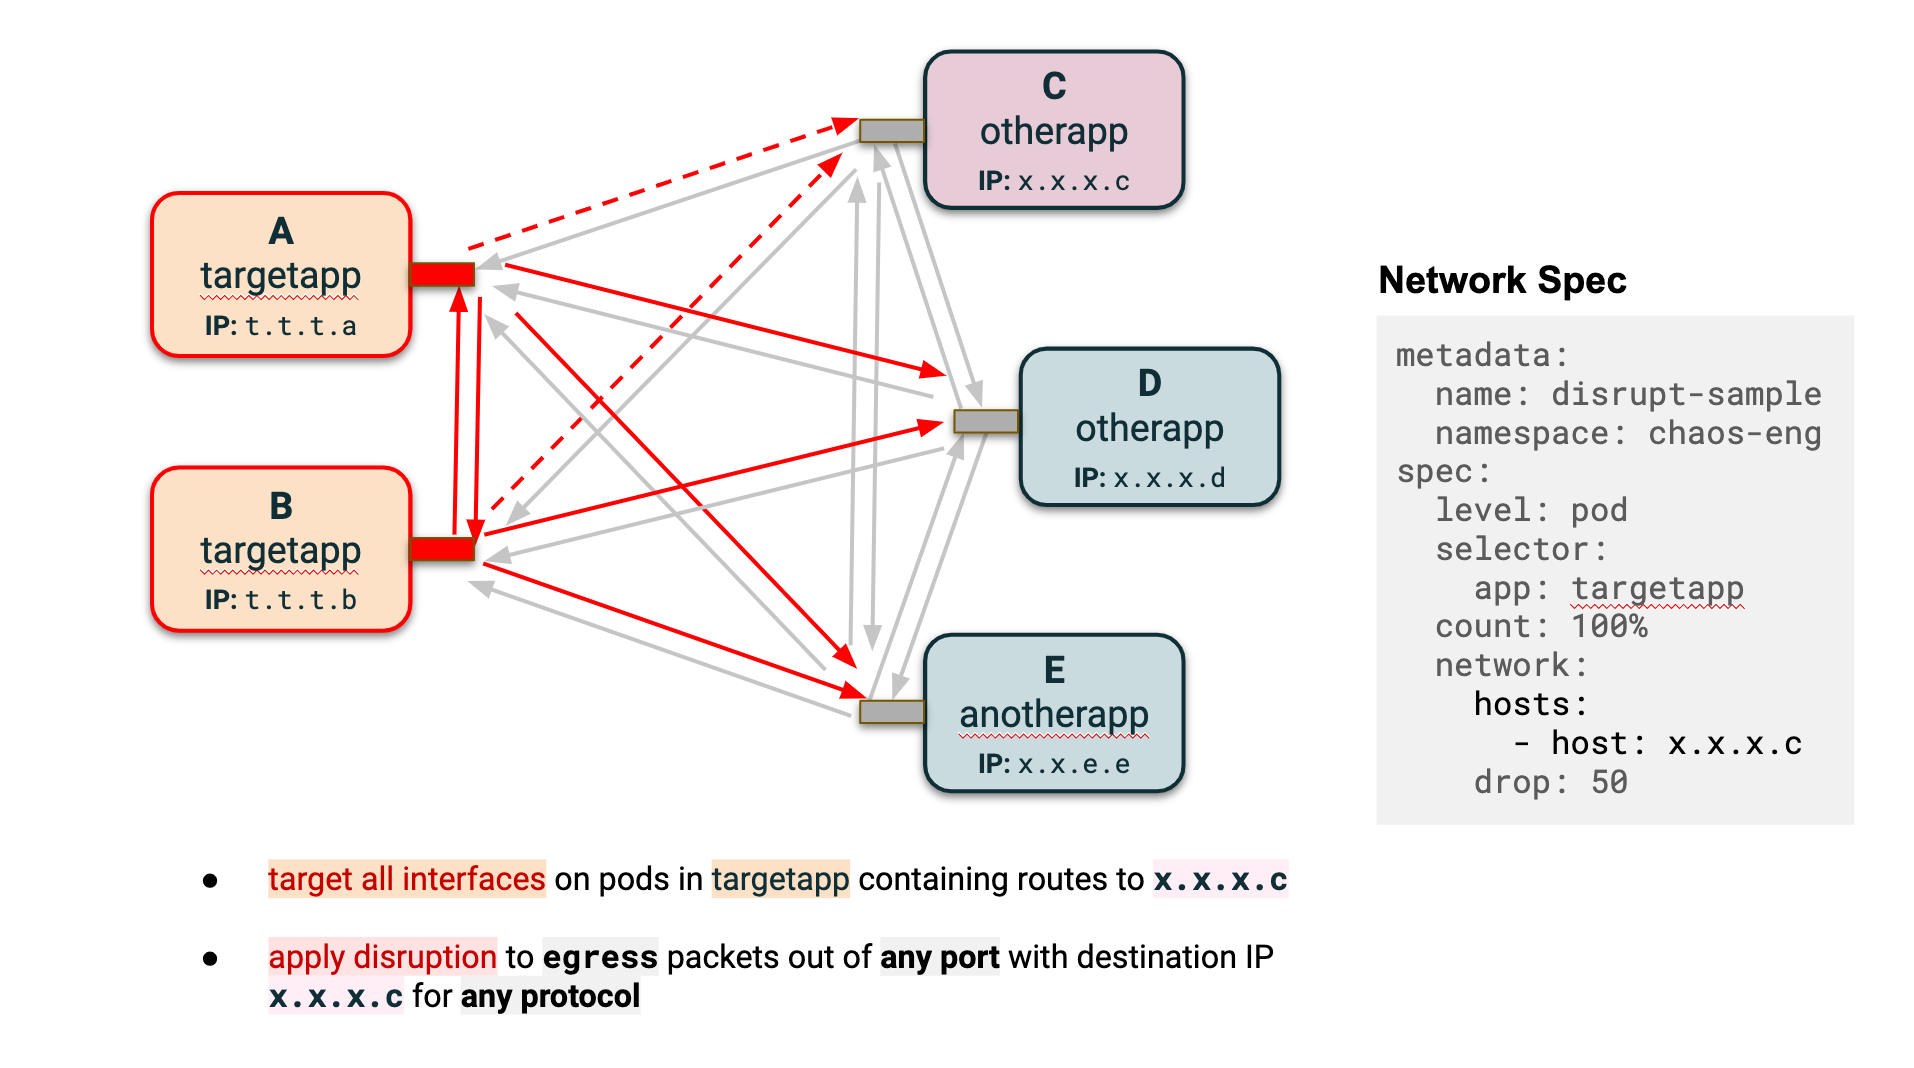 C
otherapp
IP: x.x.x.c
A
targetapp
IP: t.t.t.a
D
otherapp
IP: x.x.x.d
B
targetapp
IP: t.t.t.b
E
anotherapp
IP: x.x.e.e
Network Spec
metadata:
  name: disrupt-sample
  namespace: chaos-eng
spec:
  level: pod
  selector:
    app: targetapp
  count: 100%
  network:
    hosts:
      - host: x.x.x.c
    drop: 50
● target all interfaces on pods in targetapp containing routes to x.x.x.c
● apply disruption to egress packets out of any port with destination IP
x.x.x.c for any protocol